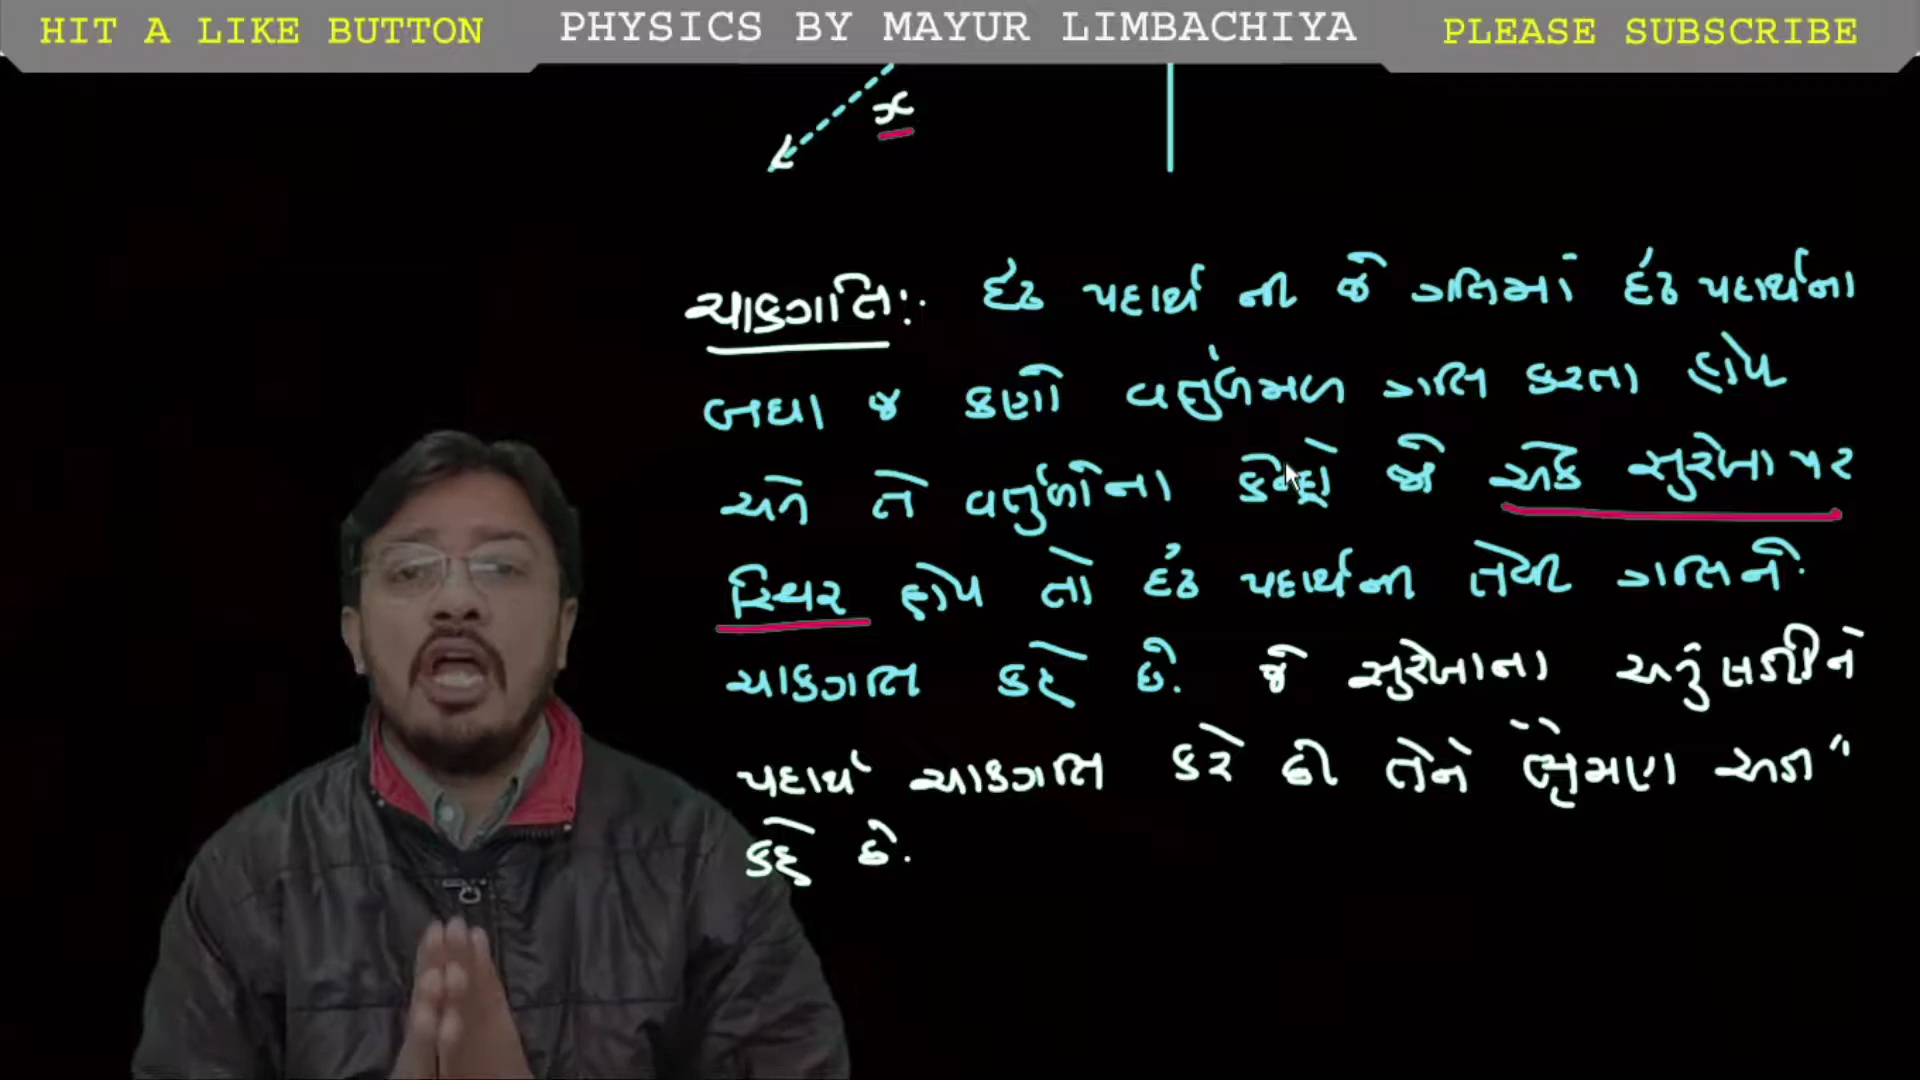 HIT A LIKE BUTTON PHYSICS BY MAYUR LIMBACHIYA PLEASE SUBSCRIBE
x
ચાકગતિ:- દૃઢ પદાર્થ ની જે ગતિમાં દૃઢ પદાર્થના
બધા જ કણો વર્તુળમય ગતિ કરતા હોય
અને તે વર્તુળોના કેન્દ્રો જો એક સુરેખા પર
સ્થિર હોય તો દૃઢ પદાર્થની તેવી ગતિને
ચાકગતિ કહે છે. જે સુરેખાના અનુલક્ષીને
પદાર્થ ચાકગતિ કરે છે તેને "ભ્રમણ અક્ષ"
કહે છે.